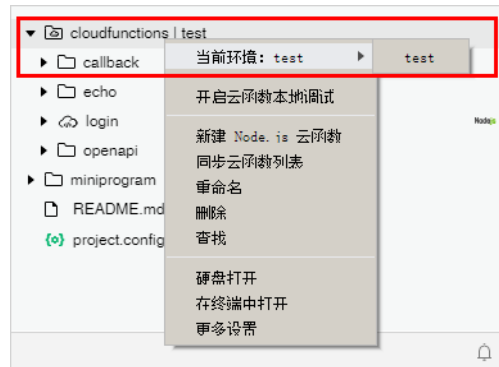 cloudfunctions | test
当前环境: test
test
callback
echo
开启云函数本地调试
login
Nodejs
新建 Node.js 云函数
openapi
同步云函数列表
miniprogram
重命名
README.md
删除
project.config
查找
硬盘打开
在终端中打开
更多设置